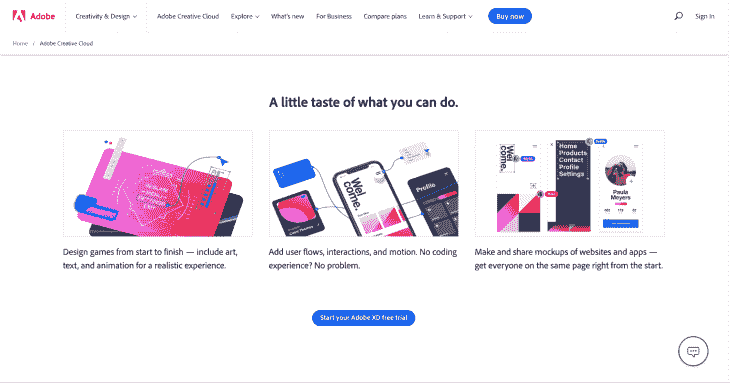 Adobe
Creativity & Design
Adobe Creative Cloud
Explore
What's new
For Business
Compare plans
Learn & Support
Buy now
Sign In
Home / Adobe Creative Cloud
A little taste of what you can do.
Wel
come.
Profile
Wel
come.
Home
Products
Contact
Profile
Settings
Paula
Meyers
Design games from start to finish — include art,
text, and animation for a realistic experience.
Add user flows, interactions, and motion. No coding
experience? No problem.
Make and share mockups of websites and apps —
get everyone on the same page right from the start.
Start your Adobe XD free trial